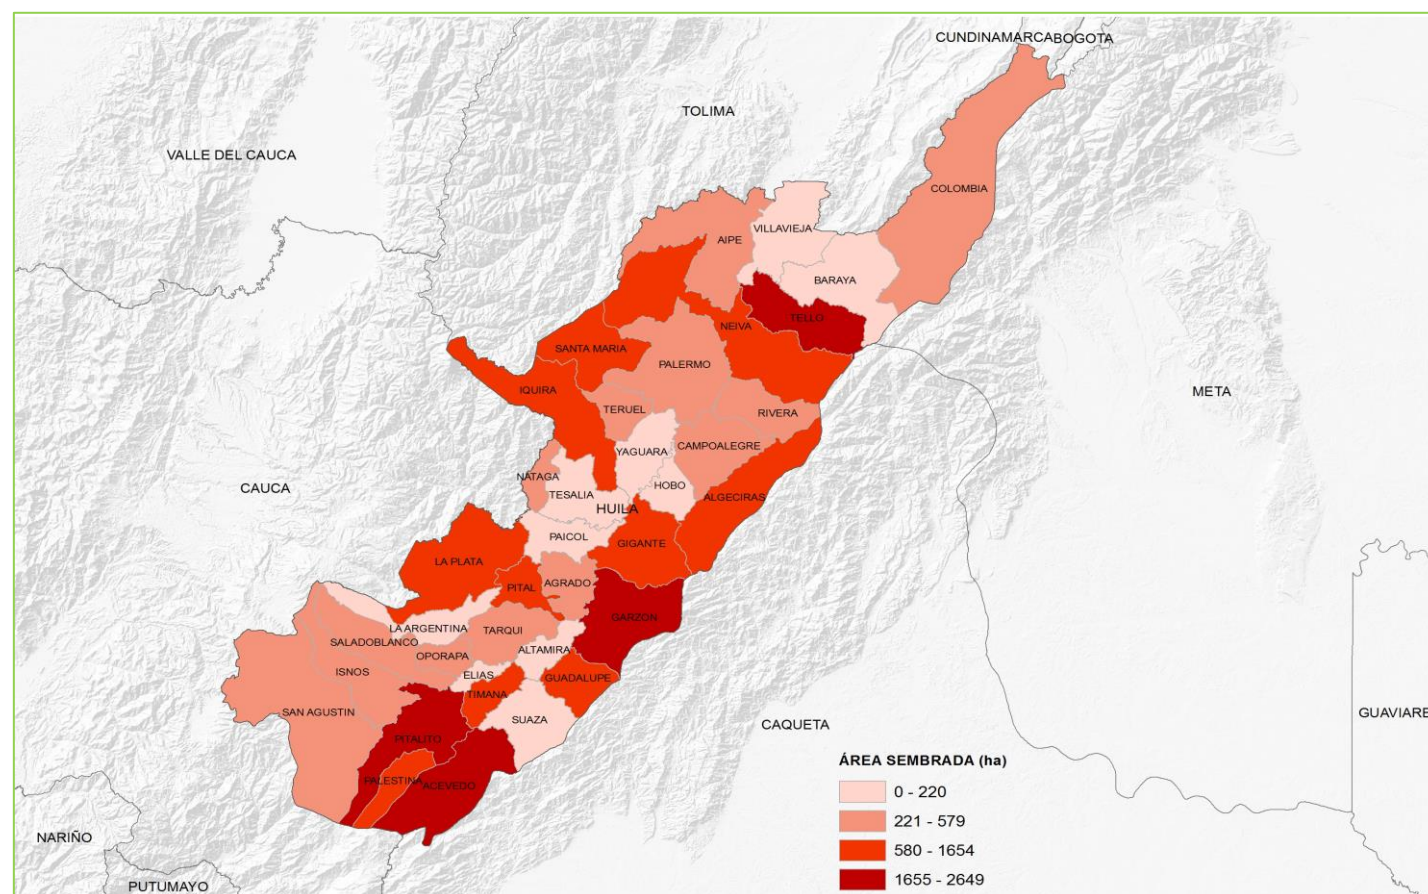 CUNDINAMARCA
BOGOTA
TOLIMA
VALLE DEL CAUCA
COLOMBIA
VILLAVIEJA
AIPE
BARAYA
TELLO
NEIVA
SANTA MARIA
PALERMO
META
IQUIRA
TERUEL
RIVERA
CAMPOALEGRE
YAGUARA
NATAGA
HOBO
CAUCA
TESALIA
ALGECIRAS
HUILA
PAICOL
GIGANTE
LA PLATA
PITAL
AGRADO
GARZON
LA ARGENTINA
TARQUI
SALADOBLANCO
ALTAMIRA
OPORAPA
ISNOS
ELIAS
GUADALUPE
TIMANA
SAN AGUSTIN
SUAZA
GUAVIARE
CAQUETA
PITALITO
PALESTINA
ACEVEDO
NARIÑO
PUTUMAYO
ÁREA SEMBRADA (ha)
0 - 220
221 - 579
580 - 1654
1655 - 2649